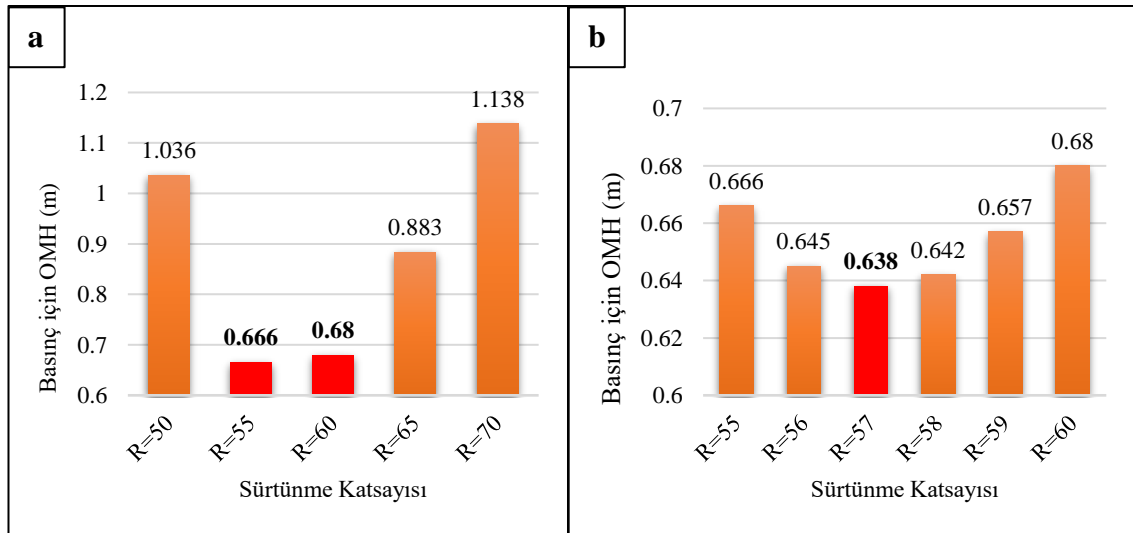 a
Basınç için OMH (m)
1.2
1.1
1
0.9
0.8
0.7
0.6
1.036
0.666
0.68
0.883
1.138
R=50
R=55
R=60
R=65
R=70
Sürtünme Katsayısı
b
Basınç için OMH (m)
0.7
0.68
0.66
0.64
0.62
0.6
0.666
0.645
0.638
0.642
0.657
0.68
R=55
R=56
R=57
R=58
R=59
R=60
Sürtünme Katsayısı